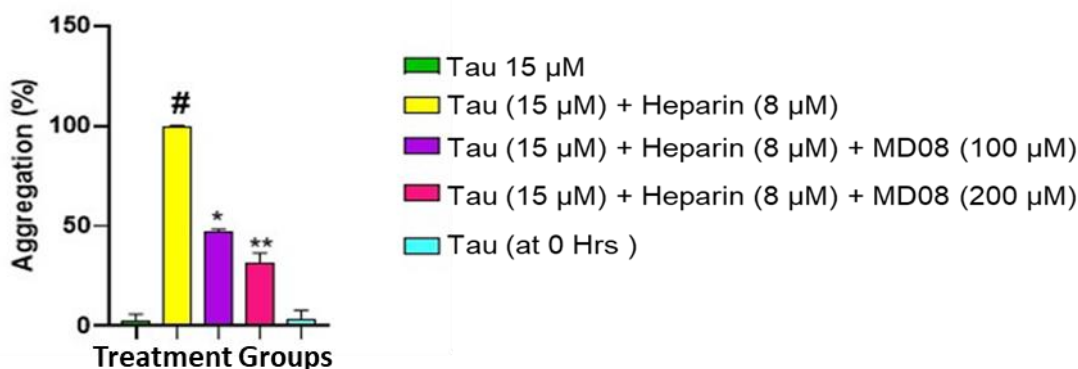 150
100
50
0
Aggregation (%)
#
*
**
Treatment Groups
Tau 15 µM
Tau (15 µM) + Heparin (8 µM)
Tau (15 µM) + Heparin (8 µM) + MD08 (100 µM)
Tau (15 µM) + Heparin (8 µM) + MD08 (200 µM)
Tau (at 0 Hrs )